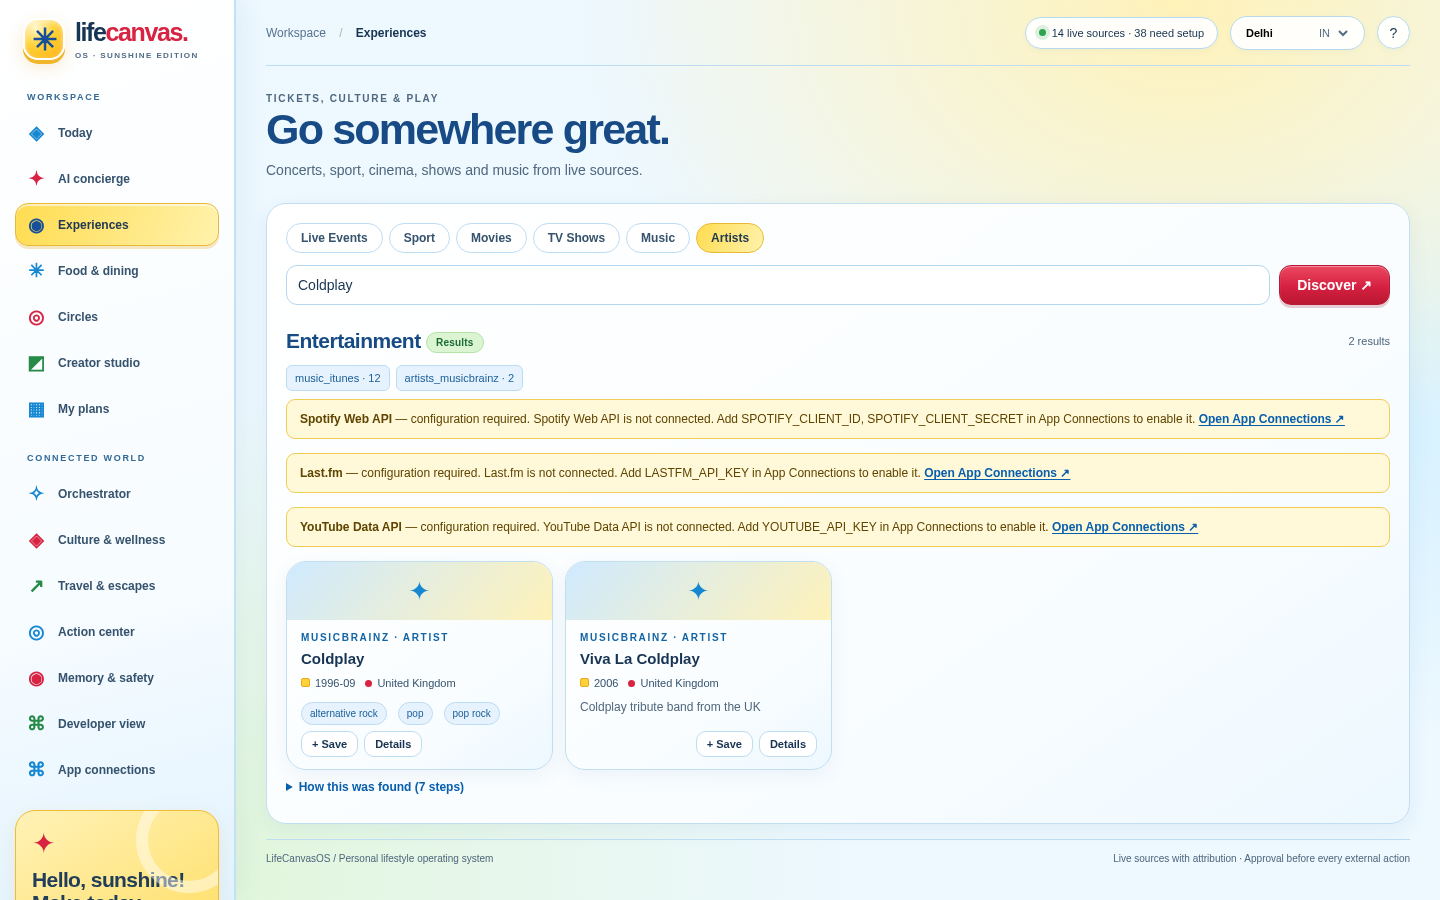 lifecanvas.
OS · SUNSHINE EDITION
WORKSPACE
Today
AI concierge
Experiences
Food & dining
Circles
Creator studio
My plans
CONNECTED WORLD
Orchestrator
Culture & wellness
Travel & escapes
Action center
Memory & safety
Developer view
App connections
Hello, sunshine!
Workspace / Experiences
14 live sources · 38 need setup
Delhi IN
?
TICKETS, CULTURE & PLAY
Go somewhere great.
Concerts, sport, cinema, shows and music from live sources.
Live Events Sport Movies TV Shows Music Artists
Coldplay
Discover ↗
Entertainment Results
2 results
music_itunes · 12 artists_musicbrainz · 2
Spotify Web API — configuration required. Spotify Web API is not connected. Add SPOTIFY_CLIENT_ID, SPOTIFY_CLIENT_SECRET in App Connections to enable it. Open App Connections ↗
Last.fm — configuration required. Last.fm is not connected. Add LASTFM_API_KEY in App Connections to enable it. Open App Connections ↗
YouTube Data API — configuration required. YouTube Data API is not connected. Add YOUTUBE_API_KEY in App Connections to enable it. Open App Connections ↗
MUSICBRAINZ · ARTIST
Coldplay
1996-09 United Kingdom
alternative rock pop pop rock
+ Save Details
MUSICBRAINZ · ARTIST
Viva La Coldplay
2006 United Kingdom
Coldplay tribute band from the UK
+ Save Details
How this was found (7 steps)
LifeCanvasOS / Personal lifestyle operating system
Live sources with attribution · Approval before every external action